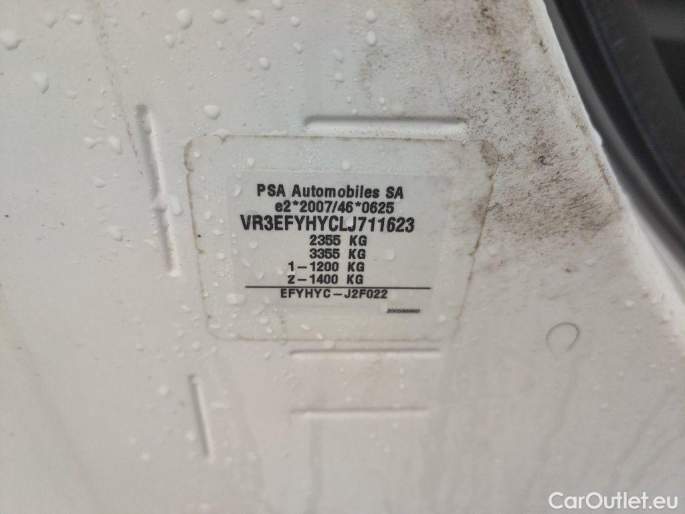 PSA Automobiles SA
e2*2007/46*0625
VR3EFYHYCLJ711623
2355 KG
3355 KG
1-1200 KG
2-1400 KG
EFYHYC-J2F022
CarOutlet.eu